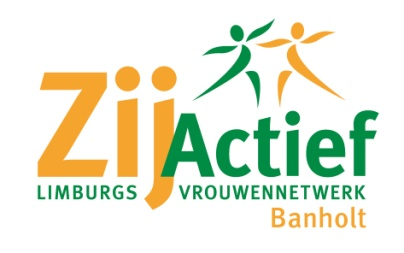 ZijActief
LIMBURGS VROUWENNETWERK
Banholt